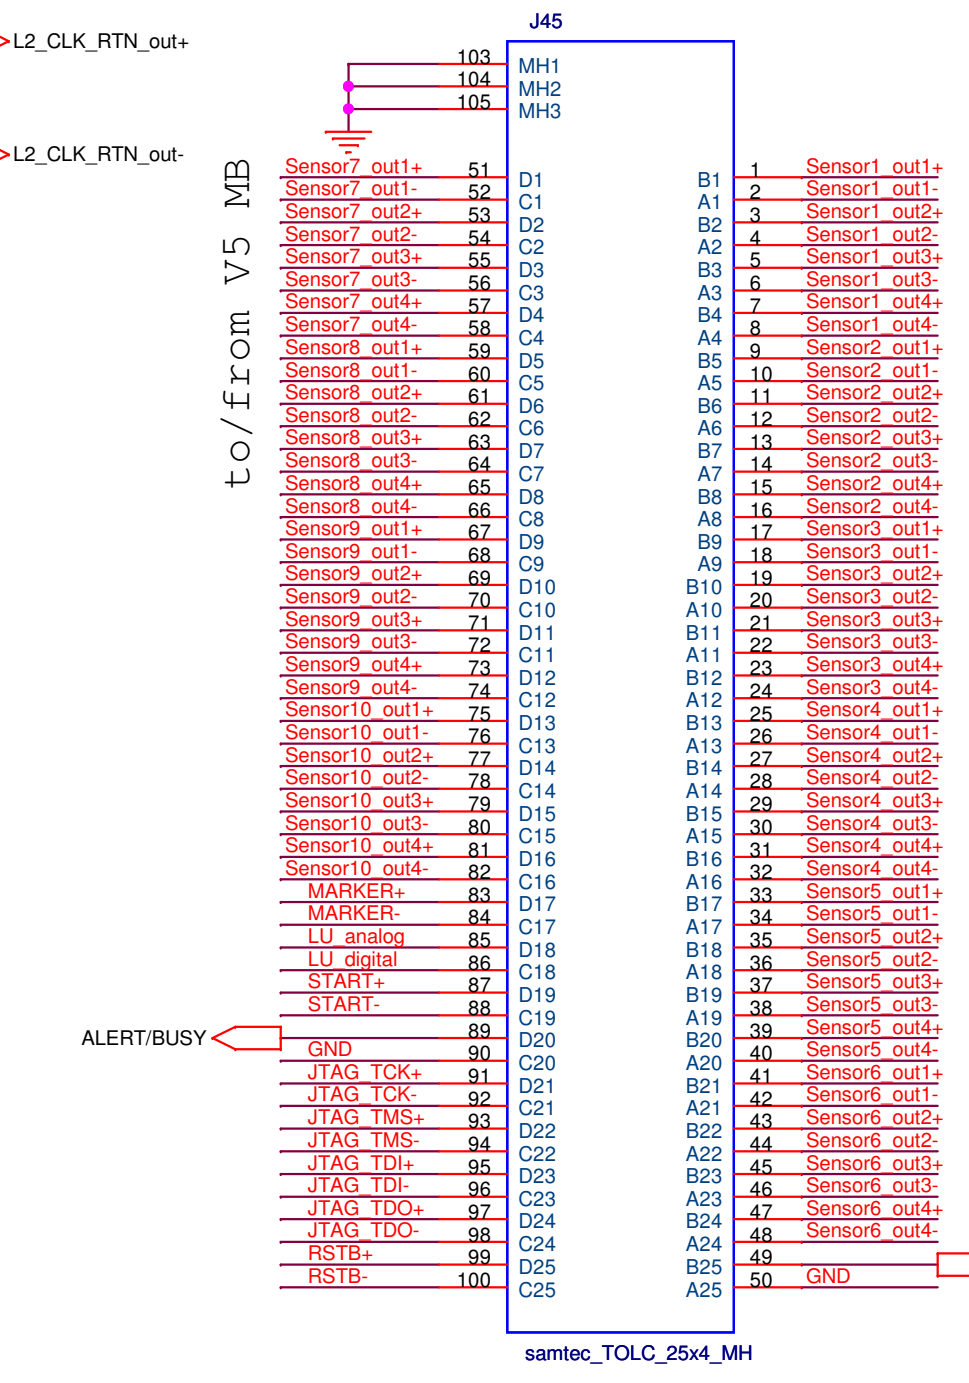 J45
L2_CLK_RTN_out+
103 MH1
104 MH2
105 MH3
L2_CLK_RTN_out-
to/from V5 MB
Sensor7_out1+ 51 D1 B1 1 Sensor1_out1+
Sensor7_out1- 52 C1 A1 2 Sensor1_out1-
Sensor7_out2+ 53 D2 B2 3 Sensor1_out2+
Sensor7_out2- 54 C2 A2 4 Sensor1_out2-
Sensor7_out3+ 55 D3 B3 5 Sensor1_out3+
Sensor7_out3- 56 C3 A3 6 Sensor1_out3-
Sensor7_out4+ 57 D4 B4 7 Sensor1_out4+
Sensor7_out4- 58 C4 A4 8 Sensor1_out4-
Sensor8_out1+ 59 D5 B5 9 Sensor2_out1+
Sensor8_out1- 60 C5 A5 10 Sensor2_out1-
Sensor8_out2+ 61 D6 B6 11 Sensor2_out2+
Sensor8_out2- 62 C6 A6 12 Sensor2_out2-
Sensor8_out3+ 63 D7 B7 13 Sensor2_out3+
Sensor8_out3- 64 C7 A7 14 Sensor2_out3-
Sensor8_out4+ 65 D8 B8 15 Sensor2_out4+
Sensor8_out4- 66 C8 A8 16 Sensor2_out4-
Sensor9_out1+ 67 D9 B9 17 Sensor3_out1+
Sensor9_out1- 68 C9 A9 18 Sensor3_out1-
Sensor9_out2+ 69 D10 B10 19 Sensor3_out2+
Sensor9_out2- 70 C10 A10 20 Sensor3_out2-
Sensor9_out3+ 71 D11 B11 21 Sensor3_out3+
Sensor9_out3- 72 C11 A11 22 Sensor3_out3-
Sensor9_out4+ 73 D12 B12 23 Sensor3_out4+
Sensor9_out4- 74 C12 A12 24 Sensor3_out4-
Sensor10_out1+ 75 D13 B13 25 Sensor4_out1+
Sensor10_out1- 76 C13 A13 26 Sensor4_out1-
Sensor10_out2+ 77 D14 B14 27 Sensor4_out2+
Sensor10_out2- 78 C14 A14 28 Sensor4_out2-
Sensor10_out3+ 79 D15 B15 29 Sensor4_out3+
Sensor10_out3- 80 C15 A15 30 Sensor4_out3-
Sensor10_out4+ 81 D16 B16 31 Sensor4_out4+
Sensor10_out4- 82 C16 A16 32 Sensor4_out4-
MARKER+ 83 D17 B17 33 Sensor5_out1+
MARKER- 84 C17 A17 34 Sensor5_out1-
LU_analog 85 D18 B18 35 Sensor5_out2+
LU_digital 86 C18 A18 36 Sensor5_out2-
START+ 87 D19 B19 37 Sensor5_out3+
START- 88 C19 A19 38 Sensor5_out3-
ALERT/BUSY 89 D20 B20 39 Sensor5_out4+
GND 90 C20 A20 40 Sensor5_out4-
JTAG_TCK+ 91 D21 B21 41 Sensor6_out1+
JTAG_TCK- 92 C21 A21 42 Sensor6_out1-
JTAG_TMS+ 93 D22 B22 43 Sensor6_out2+
JTAG_TMS- 94 C22 A22 44 Sensor6_out2-
JTAG_TDI+ 95 D23 B23 45 Sensor6_out3+
JTAG_TDI- 96 C23 A23 46 Sensor6_out3-
JTAG_TDO+ 97 D24 B24 47 Sensor6_out4+
JTAG_TDO- 98 C24 A24 48 Sensor6_out4-
RSTB+ 99 D25 B25 49
RSTB- 100 C25 A25 50 GND
samtec_TOLC_25x4_MH